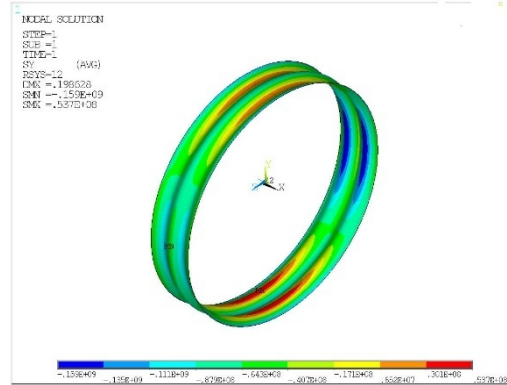 NODAL SOLUTION
STEP=1
SUB =1
TIME=1
SY (AVG)
RSYS=12
DMX =.198628
SMN =-.159E+09
SMX =.537E+08
Y
X
-.159E+09 -.111E+09 -.643E+08 -.171E+08 .301E+08
-.135E+09 -.879E+08 -.407E+08 .652E+07 .537E+08